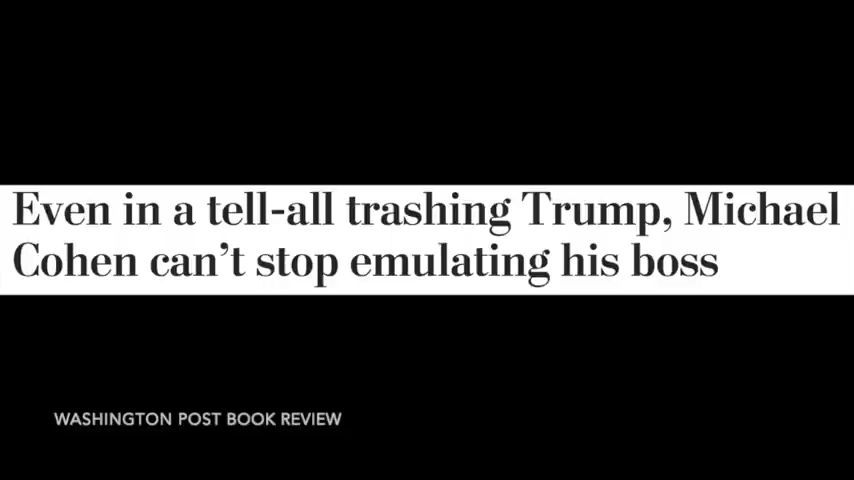 Even in a tell-all trashing Trump, Michael
Cohen can’t stop emulating his boss
WASHINGTON POST BOOK REVIEW